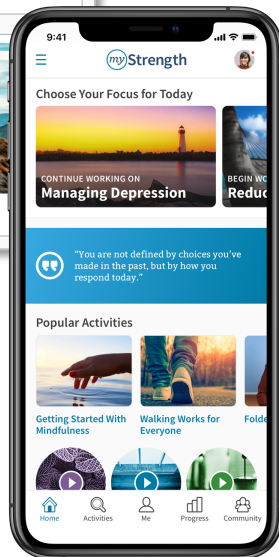 9:41
myStrength
Choose Your Focus for Today
CONTINUE WORKING ON
Managing Depression
BEGIN WO
Reduc
"You are not defined by choices you've
made in the past, but by how you
respond today."
Popular Activities
Getting Started With
Mindfulness
Walking Works for
Everyone
Folde
Home
Activities
Me
Progress
Community